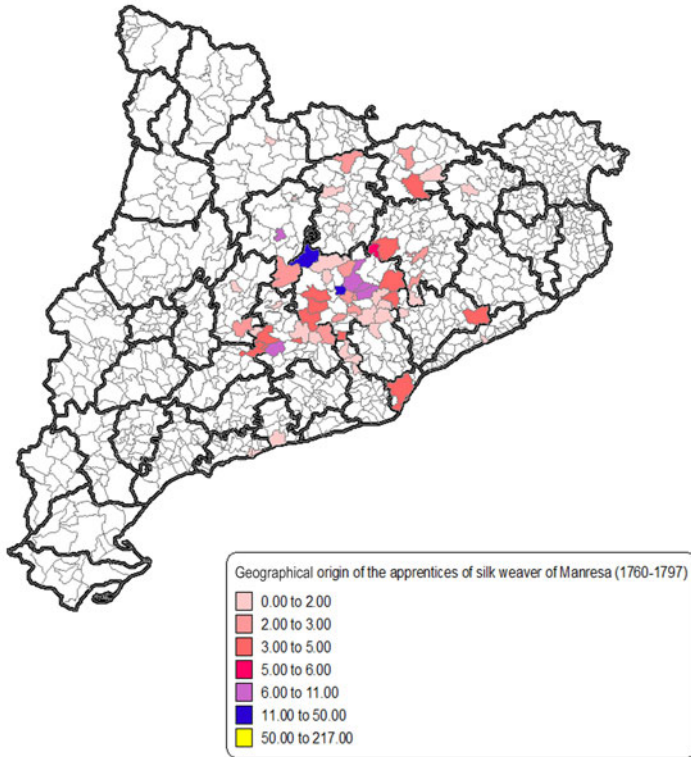 Geographical origin of the apprentices of silk weaver of Manresa (1760-1797)
0.00 to 2.00
2.00 to 3.00
3.00 to 5.00
5.00 to 6.00
6.00 to 11.00
11.00 to 50.00
50.00 to 217.00